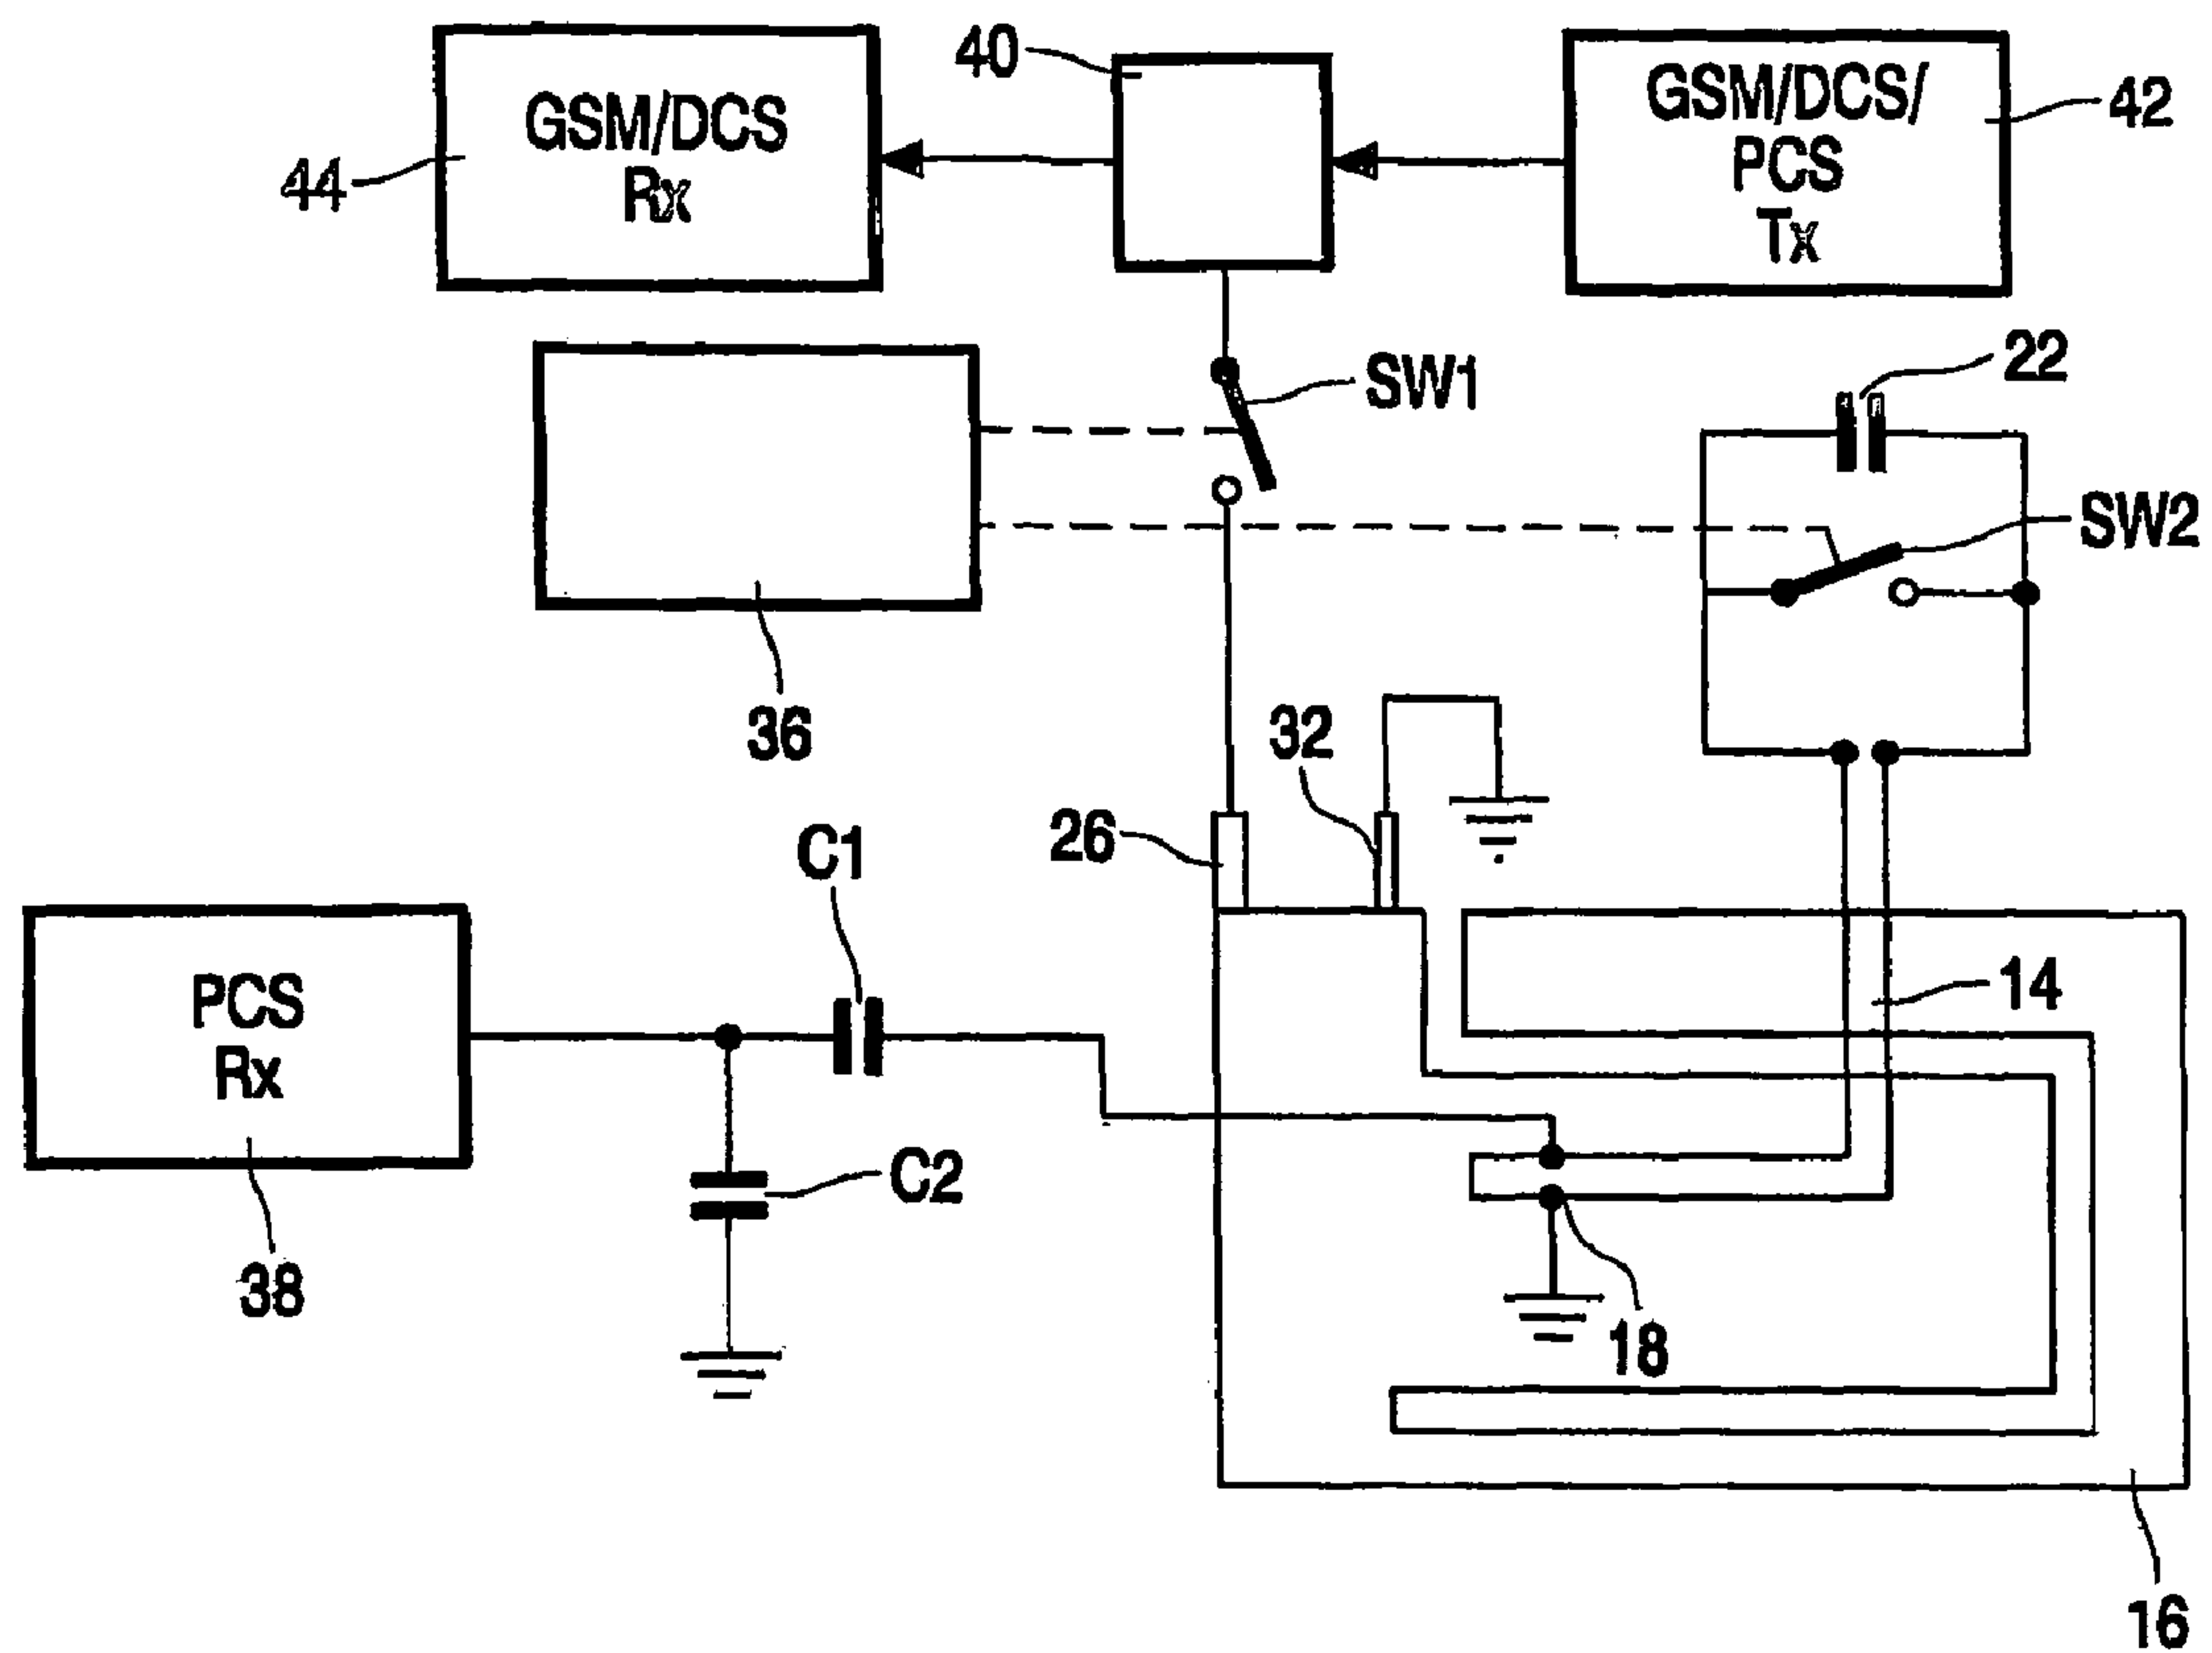 40
GSM/DCS
Rx
GSM/DCS/
PCS
Tx
42
44
22
SW1
SW2
36
32
26
C1
14
PCS
Rx
C2
18
38
16